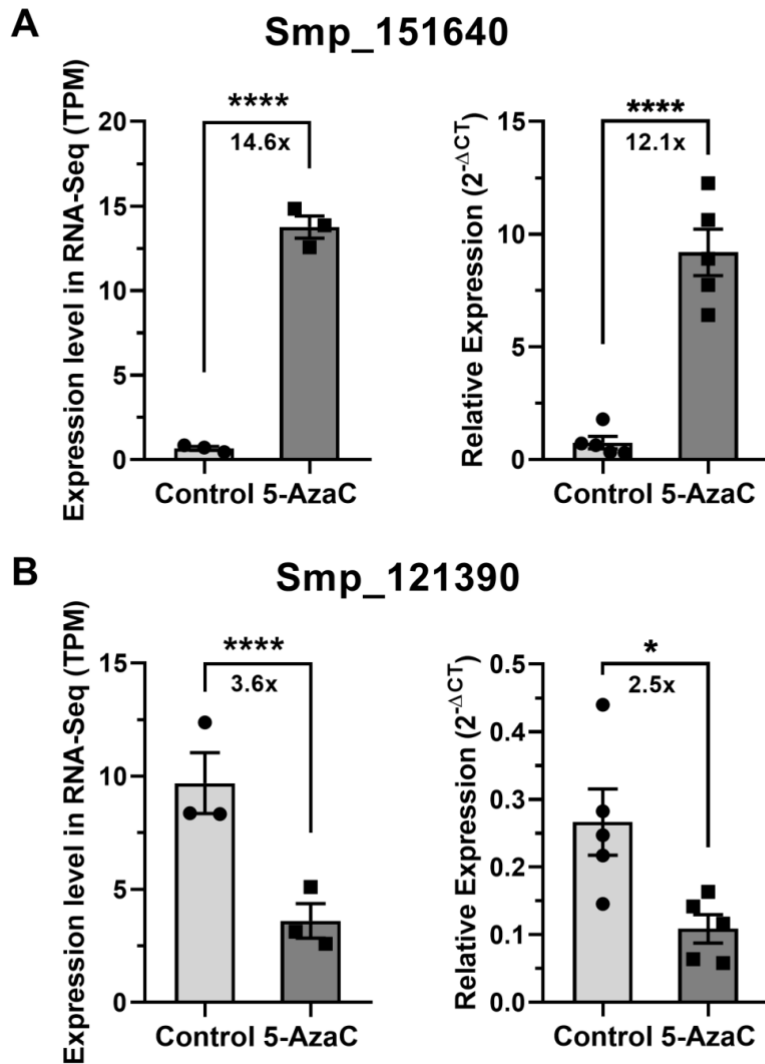 A
Smp_151640
Expression level in RNA-Seq (TPM)
20
15
10
5
0
****
14.6x
Control 5-AzaC
Relative Expression (2^-ΔCT)
15
10
5
0
****
12.1x
Control 5-AzaC
B
Smp_121390
Expression level in RNA-Seq (TPM)
15
10
5
0
****
3.6x
Control 5-AzaC
Relative Expression (2^-ΔCT)
0.5
0.4
0.3
0.2
0.1
0.0
*
2.5x
Control 5-AzaC